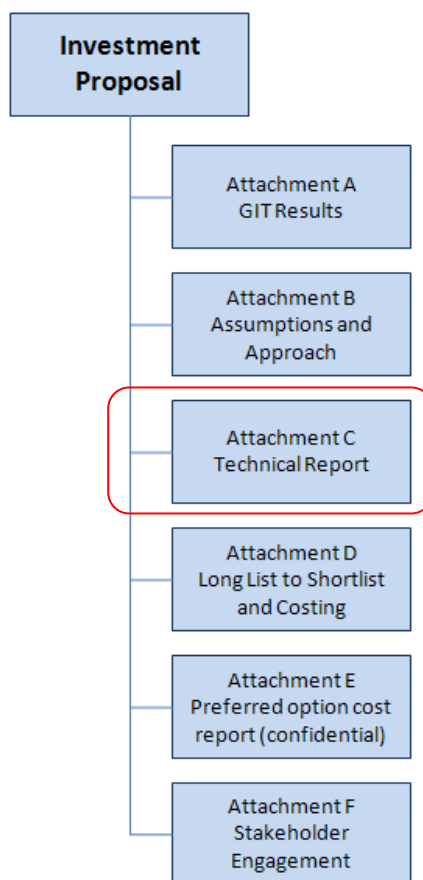 Investment
Proposal
Attachment A
GIT Results
Attachment B
Assumptions and
Approach
Attachment C
Technical Report
Attachment D
Long List to Shortlist
and Costing
Attachment E
Preferred option cost
report (confidential)
Attachment F
Stakeholder
Engagement